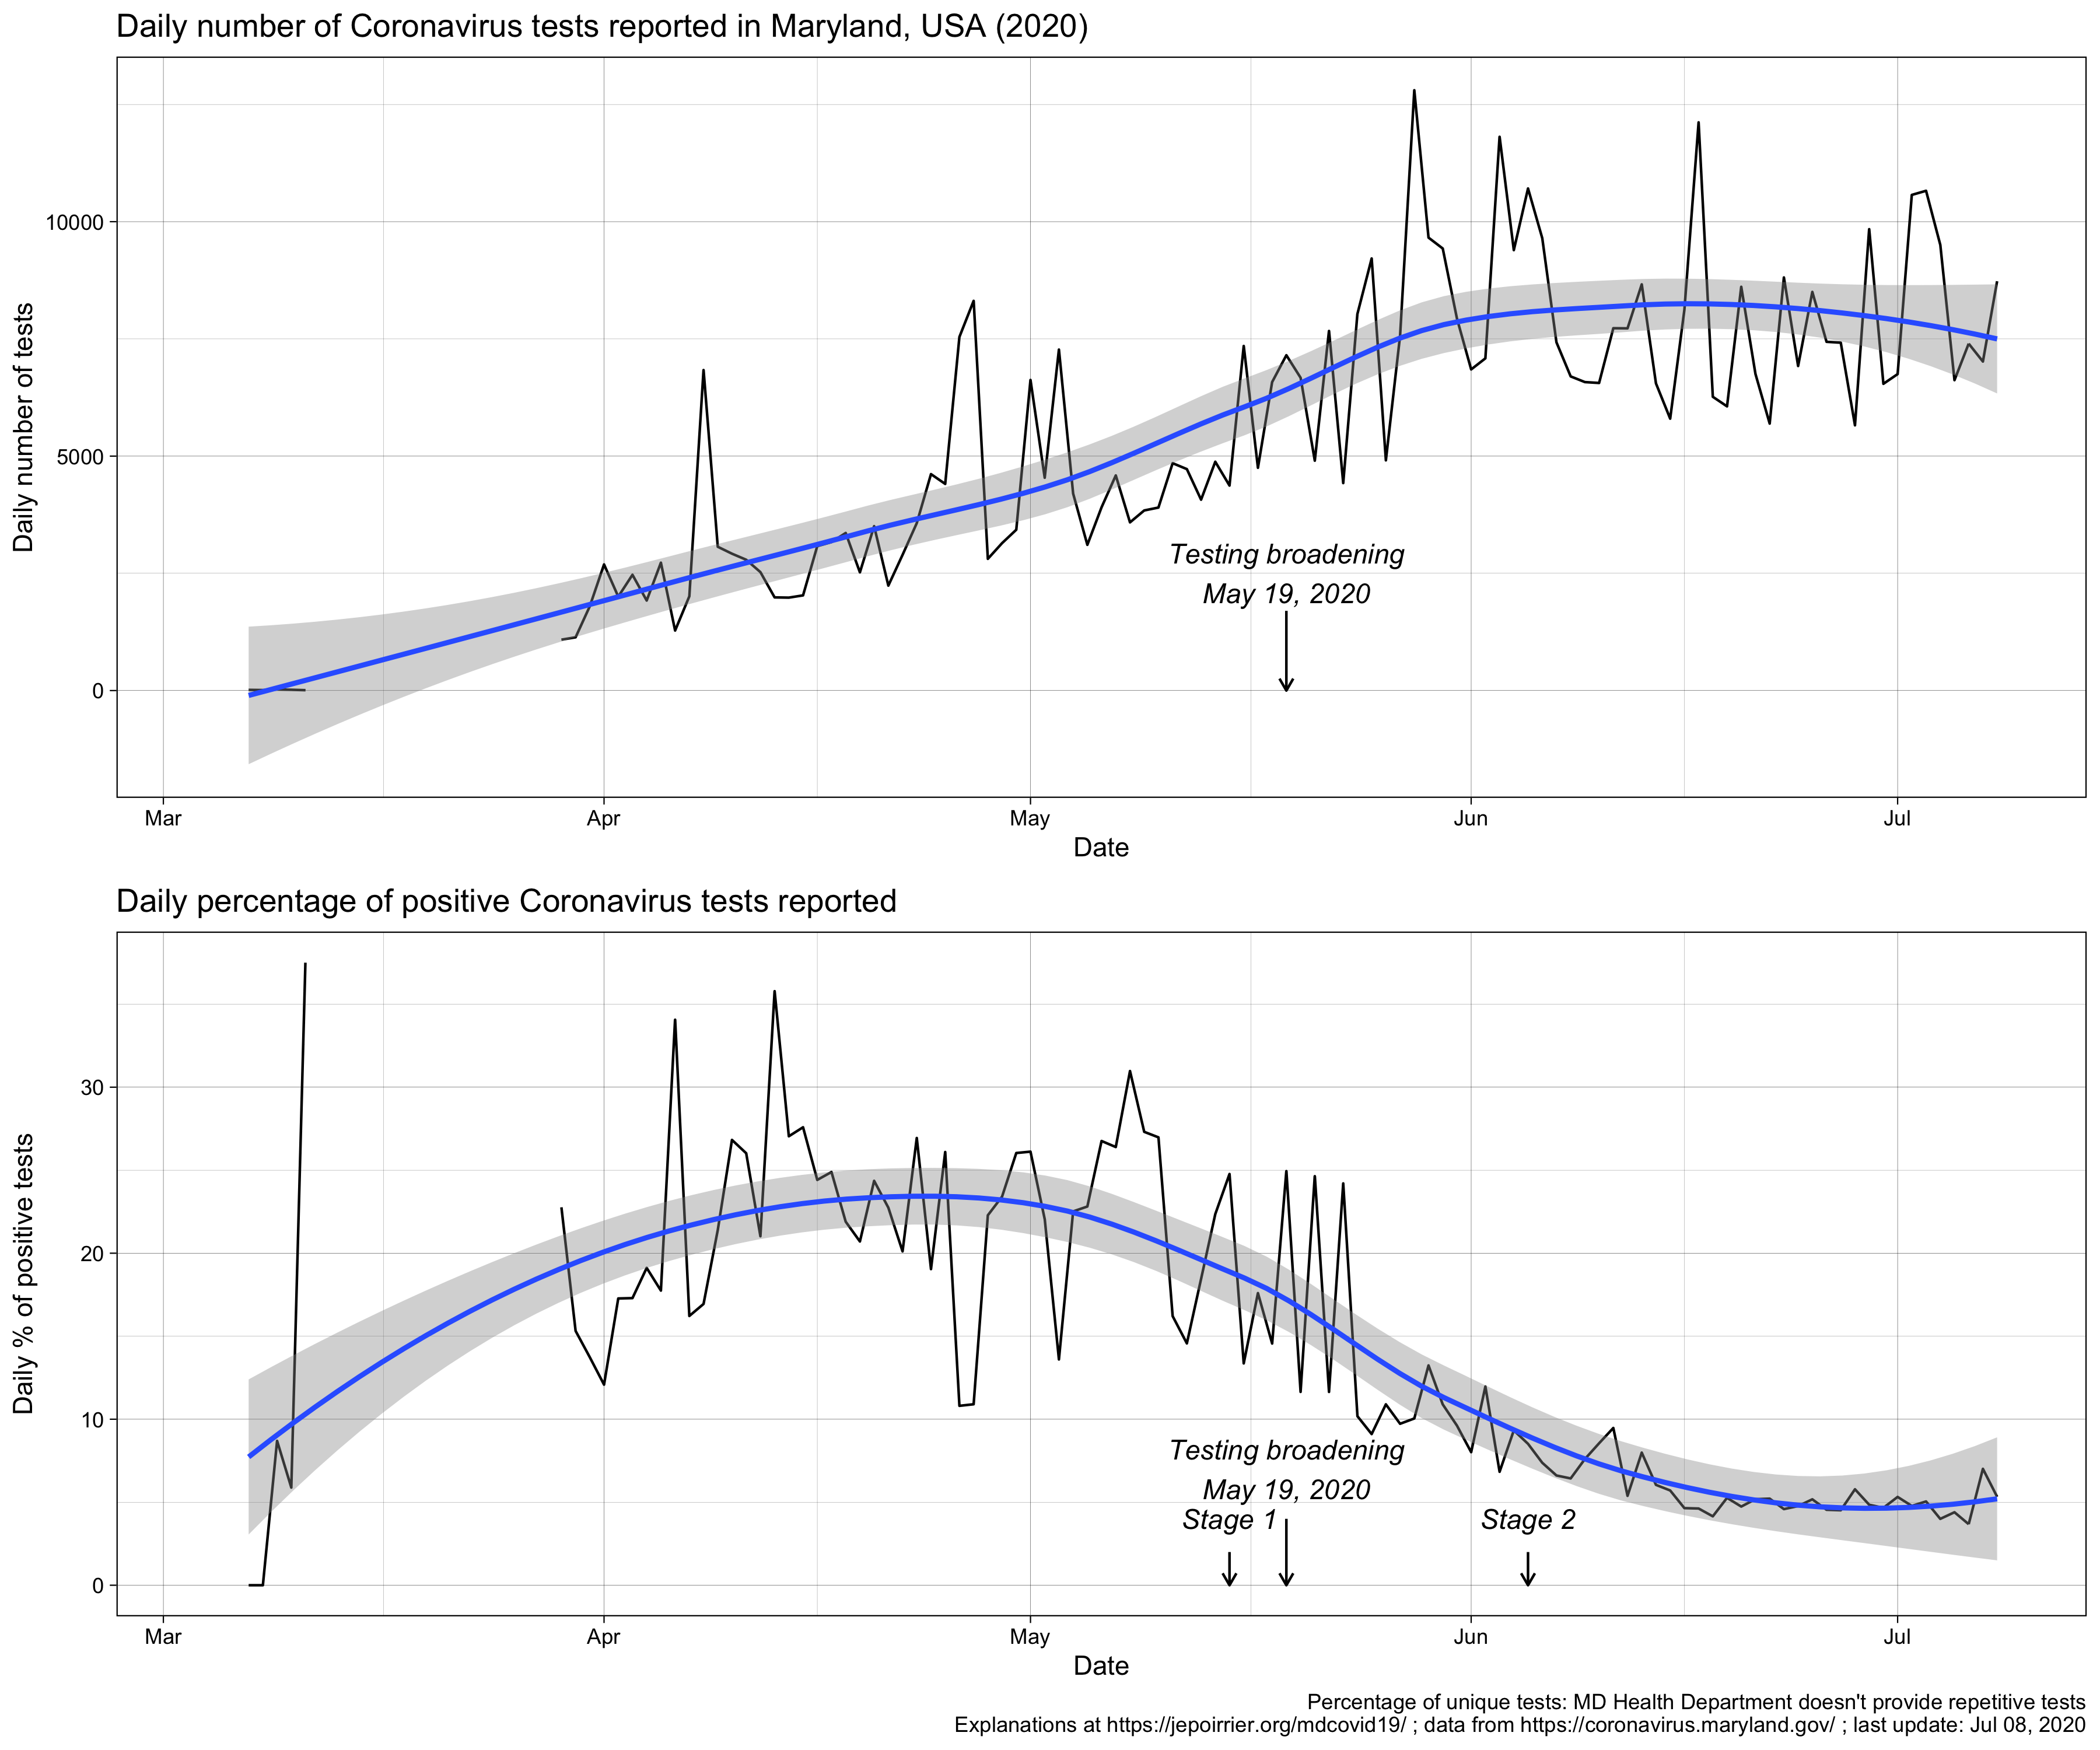 Daily number of Coronavirus tests reported in Maryland, USA (2020)
Daily number of tests
10000
5000
0
Testing broadening
May 19, 2020
Mar
Apr
May
Jun
Jul
Date
Daily percentage of positive Coronavirus tests reported
Daily % of positive tests
30
20
10
0
Testing broadening
May 19, 2020
Stage 1
Stage 2
Mar
Apr
May
Jun
Jul
Date
Percentage of unique tests: MD Health Department doesn't provide repetitive tests
Explanations at https://jepoirrier.org/mdcovid19/ ; data from https://coronavirus.maryland.gov/ ; last update: Jul 08, 2020